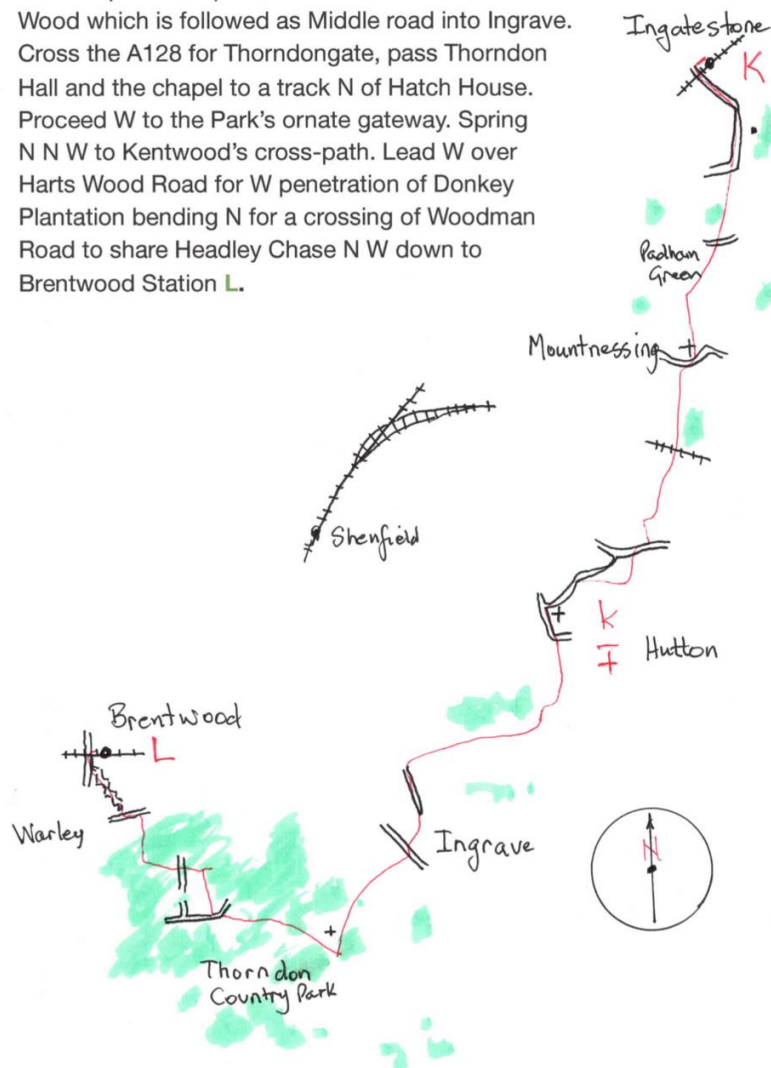 Wood which is followed as Middle road into Ingrave.
Cross the A128 for Thorndongate, pass Thorndon
Hall and the chapel to a track N of Hatch House.
Proceed W to the Park's ornate gateway. Spring
N N W to Kentwood's cross-path. Lead W over
Harts Wood Road for W penetration of Donkey
Plantation bending N for a crossing of Woodman
Road to share Headley Chase N W down to
Brentwood Station L.
Ingatestone
K
Padham
Green
Mountnessing
Shenfield
K
Hutton
Brentwood
L
Warley
Ingrave
N
Thorndon
Country Park